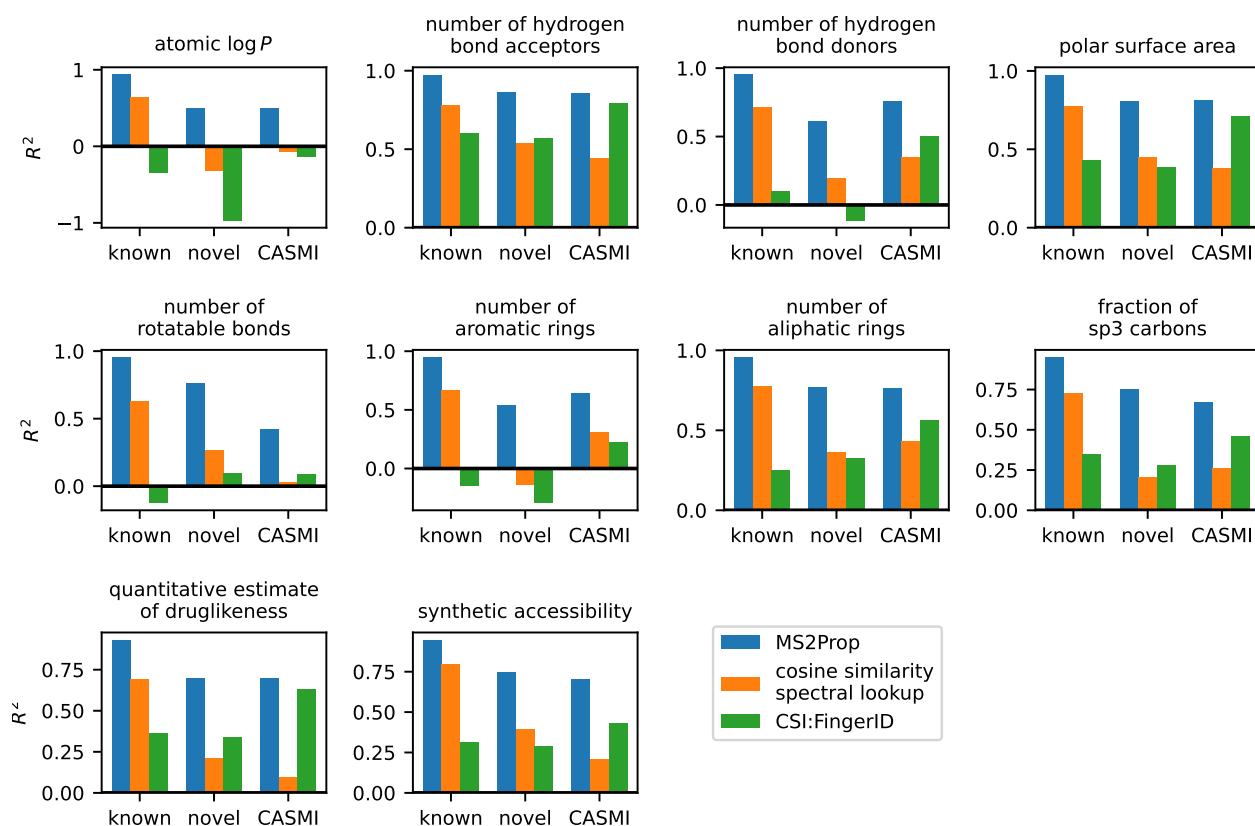 atomic log P
number of hydrogen
bond acceptors
number of hydrogen
bond donors
polar surface area
R²
1
0
−1
known novel CASMI
1.0
0.5
0.0
known novel CASMI
1.0
0.5
0.0
known novel CASMI
1.0
0.5
0.0
known novel CASMI
number of
rotatable bonds
number of
aromatic rings
number of
aliphatic rings
fraction of
sp3 carbons
R²
1.0
0.5
0.0
known novel CASMI
1.0
0.5
0.0
known novel CASMI
1.0
0.5
0.0
known novel CASMI
0.75
0.50
0.25
0.00
known novel CASMI
quantitative estimate
of druglikeness
synthetic accessibility
R²
0.75
0.50
0.25
0.00
known novel CASMI
0.75
0.50
0.25
0.00
known novel CASMI
MS2Prop
cosine similarity
spectral lookup
CSI:FingerID